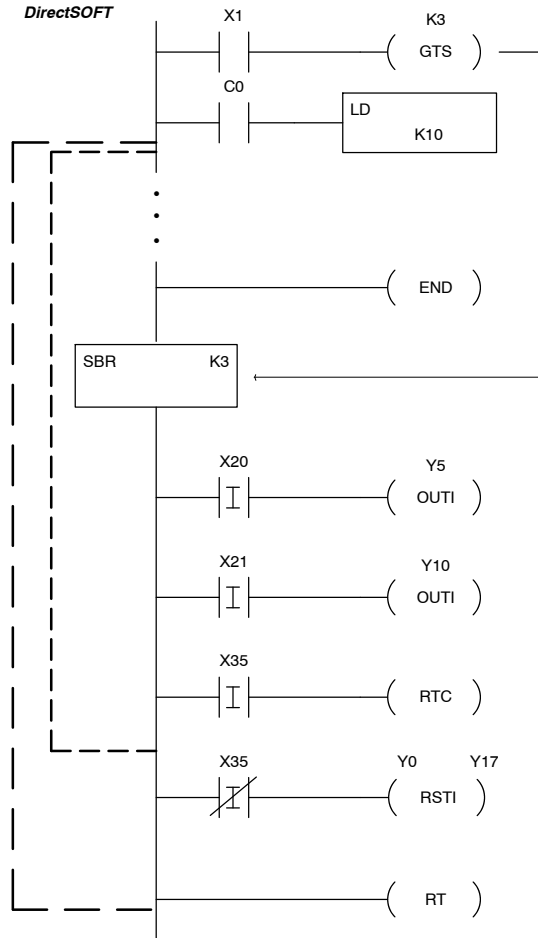 DirectSOFT
X1 K3
GTS
C0
LD
K10
END
SBR K3
X20 Y5
OUTI
X21 Y10
OUTI
X35
RTC
X35 Y0 Y17
RSTI
RT